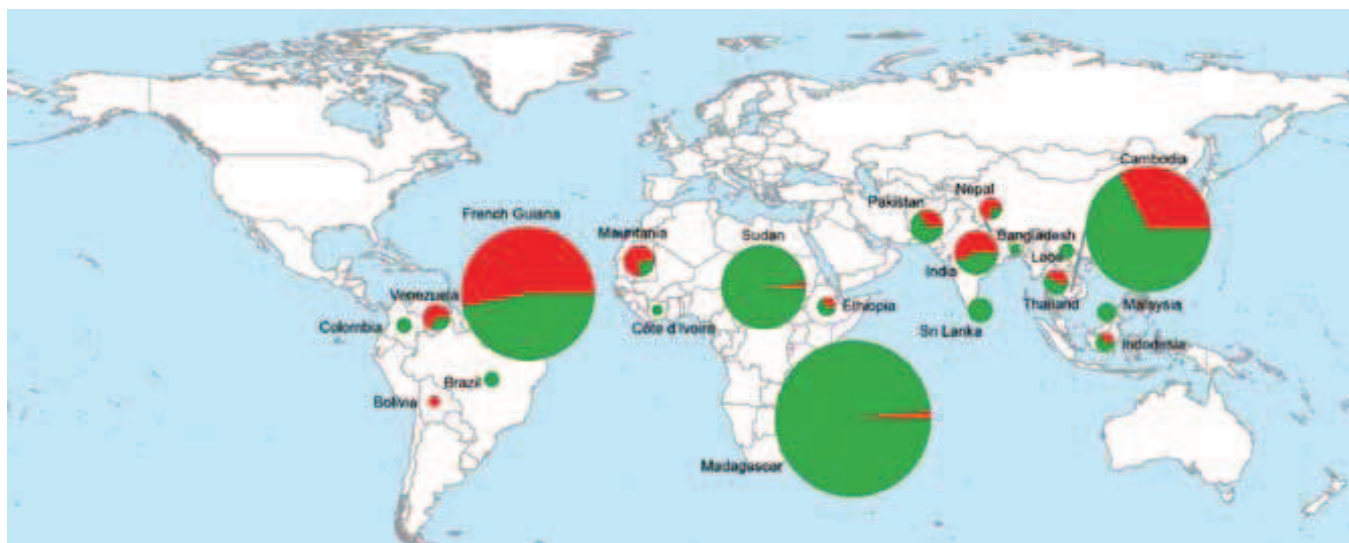 Cambodia
Nepal
Pakistan
French Guiana
Mauritania
Sudan
Bangladesh
Laos
India
Venezuela
Ethiopia
Thailand
Malaysia
Colombia
Côte d'Ivoire
Sri Lanka
Indodesia
Brazil
Bolivia
Madagascar